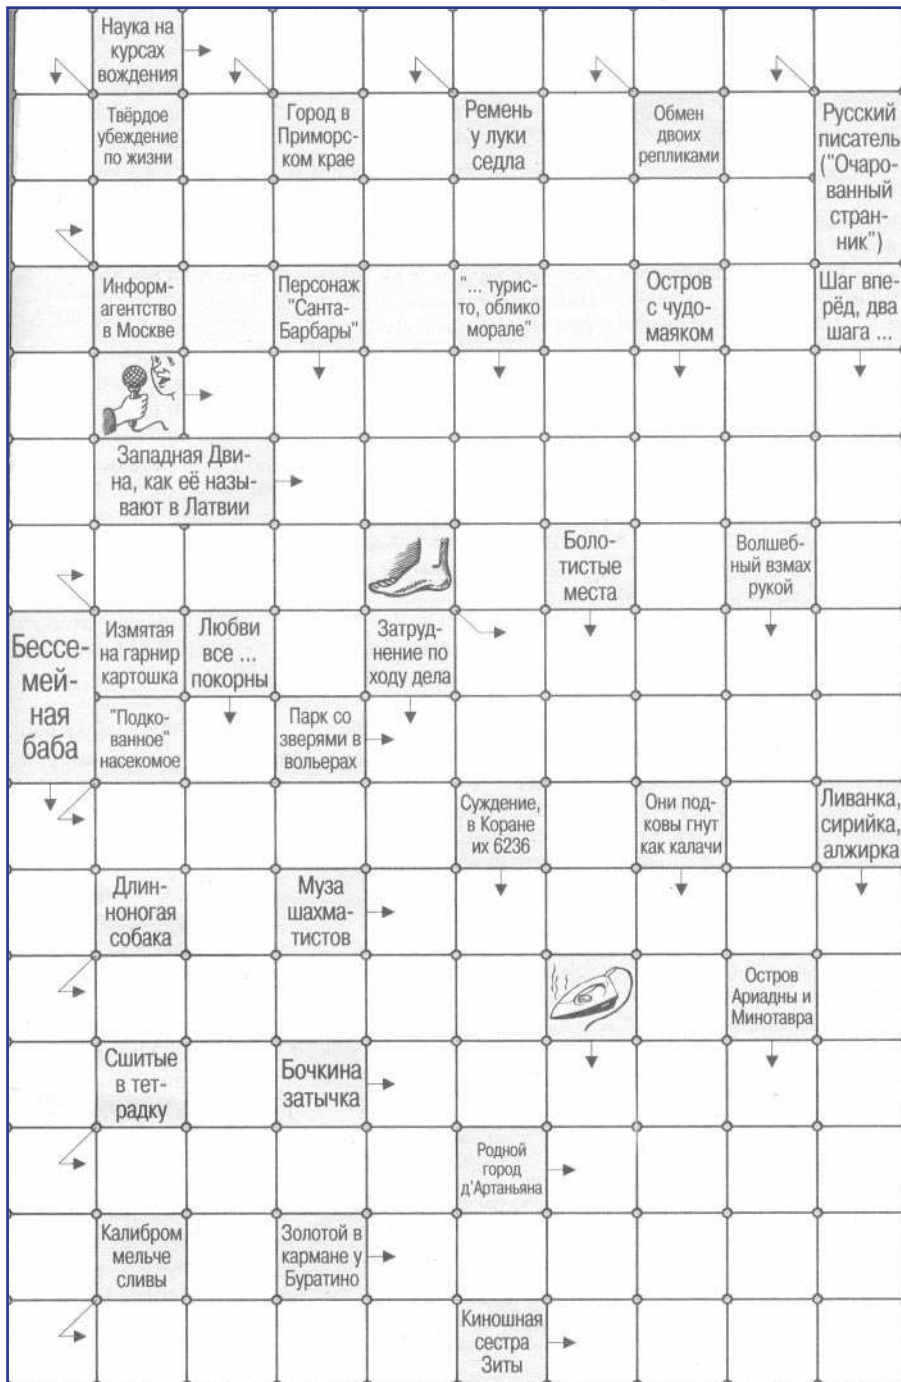 Наука на
курсах
вождения
Твёрдое
убеждение
по жизни
Город в
Приморс-
ком крае
Ремень
у луки
седла
Обмен
двоих
репликами
Русский
писатель
("Очаро-
ванный
стран-
ник")
Информ-
агентство
в Москве
Персонаж
"Санта-
Барбары"
"... турис-
то, облико
морале"
Остров
с чудо-
маяком
Шаг впе-
рёд, два
шага ...
Западная Дви-
на, как её назы-
вают в Латвии
Боло-
тистые
места
Волшеб-
ный взмах
рукой
Бессе-
мей-
ная
баба
Измятая
на гарнир
картошка
Любви
все ...
покорны
Затруд-
нение по
ходу дела
"Подко-
ванное"
насекомое
Парк со
зверями в
вольерах
Суждение,
в Коране
их 6236
Они под-
ковы гнут
как калачи
Ливанка,
сирийка,
алжирка
Длин-
ноногая
собака
Муза
шахма-
тистов
Остров
Ариадны и
Минотавра
Сшитые
в тет-
радку
Бочкина
затычка
Родной
город
д'Артаньяна
Калибром
мельче
сливы
Золотой в
кармане у
Буратино
Киношная
сестра
Зиты